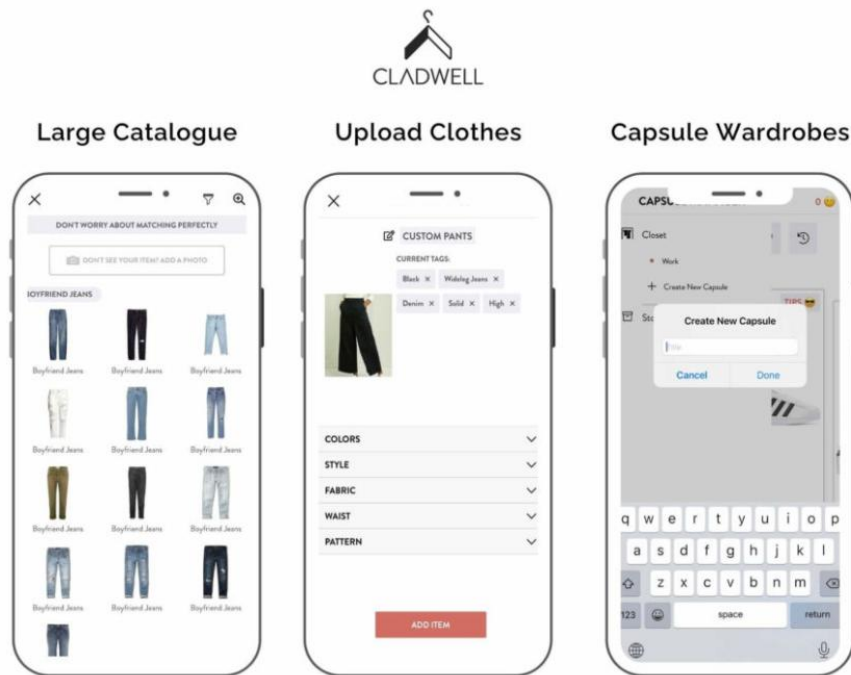 CLADWELL
Large Catalogue
DON'T WORRY ABOUT MATCHING PERFECTLY
DON'T SEE YOUR ITEM? ADD A PHOTO
BOYFRIEND JEANS
Boyfriend Jeans Boyfriend Jeans Boyfriend Jeans
Boyfriend Jeans Boyfriend Jeans Boyfriend Jeans
Boyfriend Jeans Boyfriend Jeans Boyfriend Jeans
Boyfriend Jeans Boyfriend Jeans Boyfriend Jeans
Upload Clothes
CUSTOM PANTS
CURRENT TAGS:
Black × Wideleg Jeans ×
Denim × Solid × High ×
COLORS
STYLE
FABRIC
WAIST
PATTERN
ADD ITEM
Capsule Wardrobes
0
Closet
Work
+ Create New Capsule
TIPS
Create New Capsule
Title
Cancel Done
q w e r t y u i o p
a s d f g h j k l
z x c v b n m
123 space return